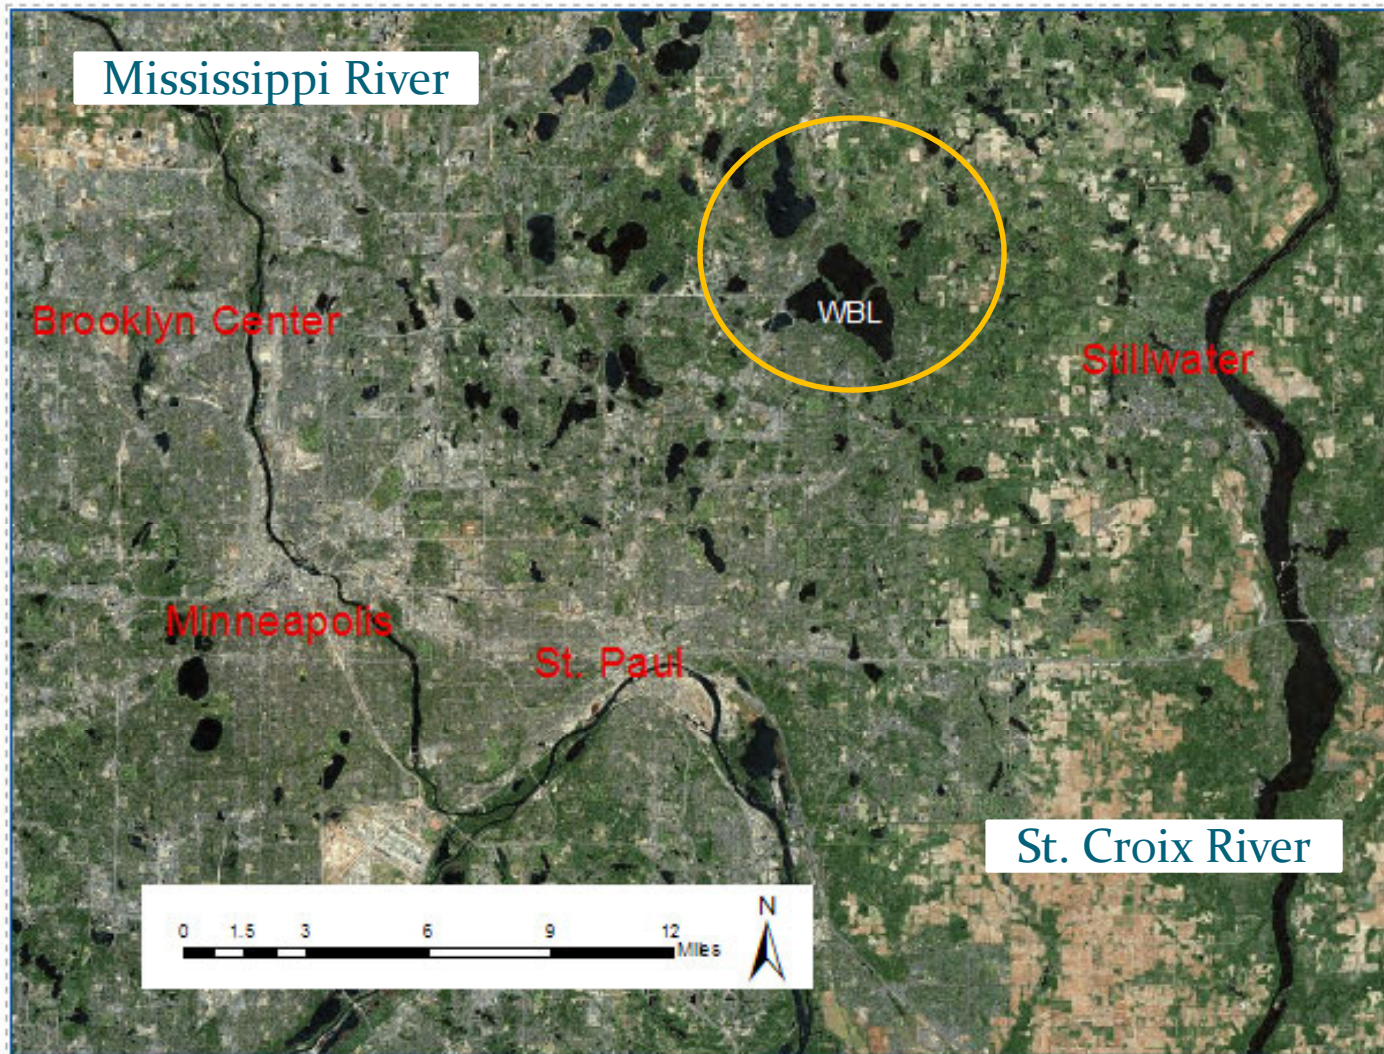 Mississippi River
Brooklyn Center
WBL
Stillwater
Minneapolis
St. Paul
St. Croix River
0 1.5 3 6 9 12
Miles
N